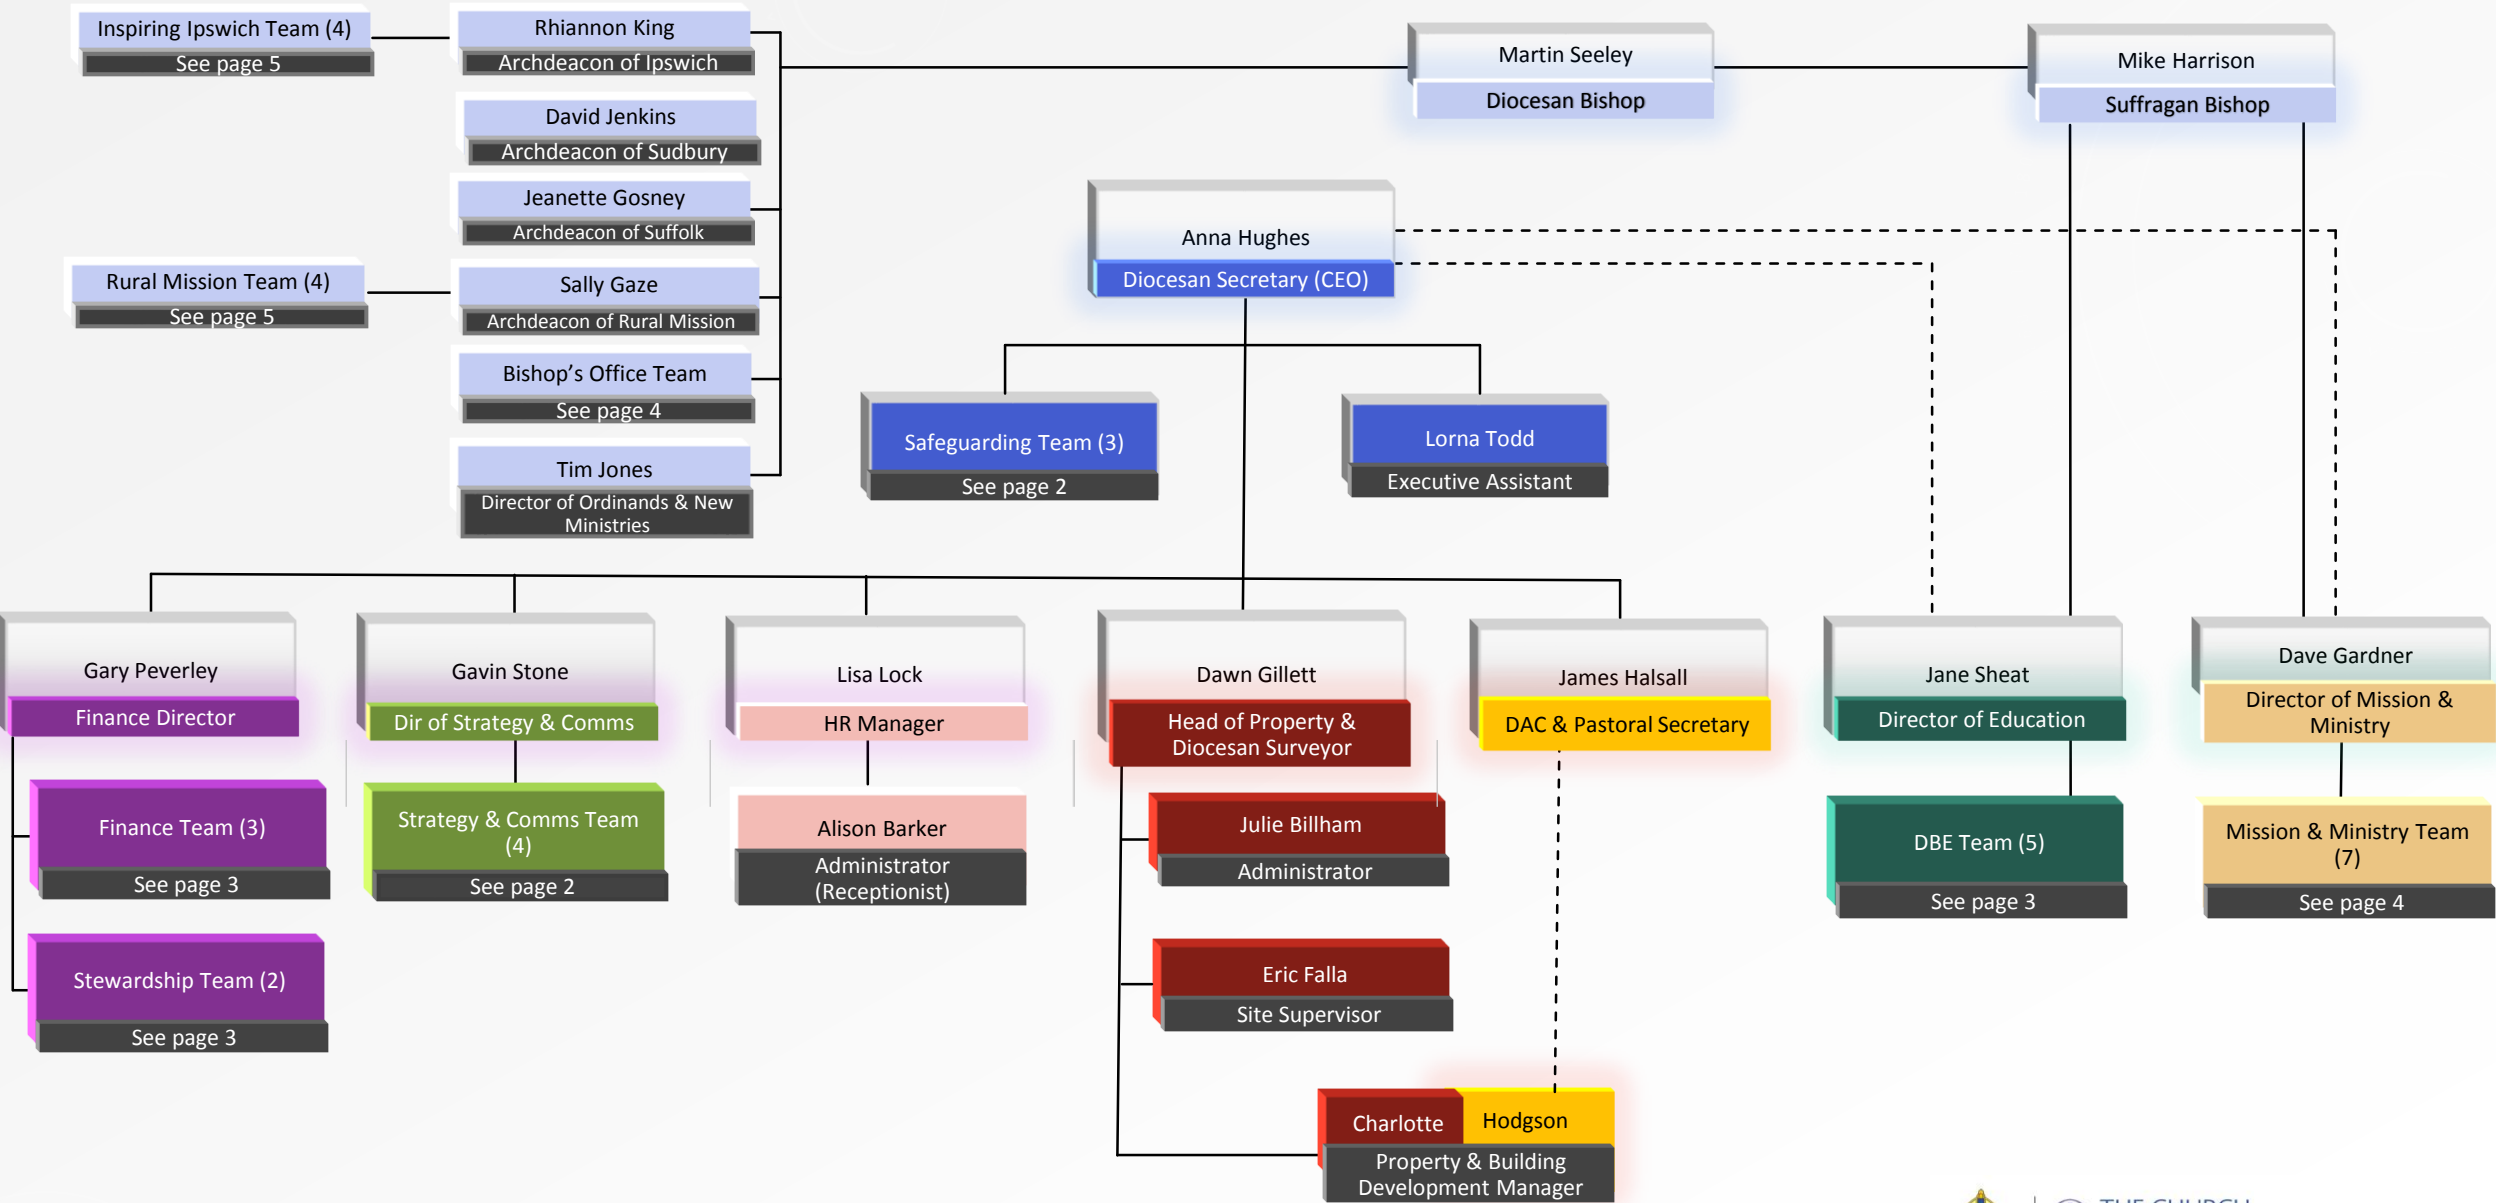 Inspiring Ipswich Team (4)
See page 5
Rhiannon King
Archdeacon of Ipswich
Martin Seeley
Diocesan Bishop
Mike Harrison
Suffragan Bishop
David Jenkins
Archdeacon of Sudbury
Jeanette Gosney
Archdeacon of Suffolk
Rural Mission Team (4)
See page 5
Sally Gaze
Archdeacon of Rural Mission
Anna Hughes
Diocesan Secretary (CEO)
Bishop’s Office Team
See page 4
Tim Jones
Director of Ordinands & New
Ministries
Safeguarding Team (3)
See page 2
Lorna Todd
Executive Assistant
Gary Peverley
Finance Director
Gavin Stone
Dir of Strategy & Comms
Lisa Lock
HR Manager
Dawn Gillett
Head of Property &
Diocesan Surveyor
James Halsall
DAC & Pastoral Secretary
Jane Sheat
Director of Education
Dave Gardner
Director of Mission &
Ministry
Finance Team (3)
See page 3
Strategy & Comms Team
(4)
See page 2
Alison Barker
Administrator
(Receptionist)
Julie Billham
Administrator
DBE Team (5)
See page 3
Mission & Ministry Team
(7)
See page 4
Stewardship Team (2)
See page 3
Eric Falla
Site Supervisor
Charlotte Hodgson
Property & Building
Development Manager
THE CHURCH